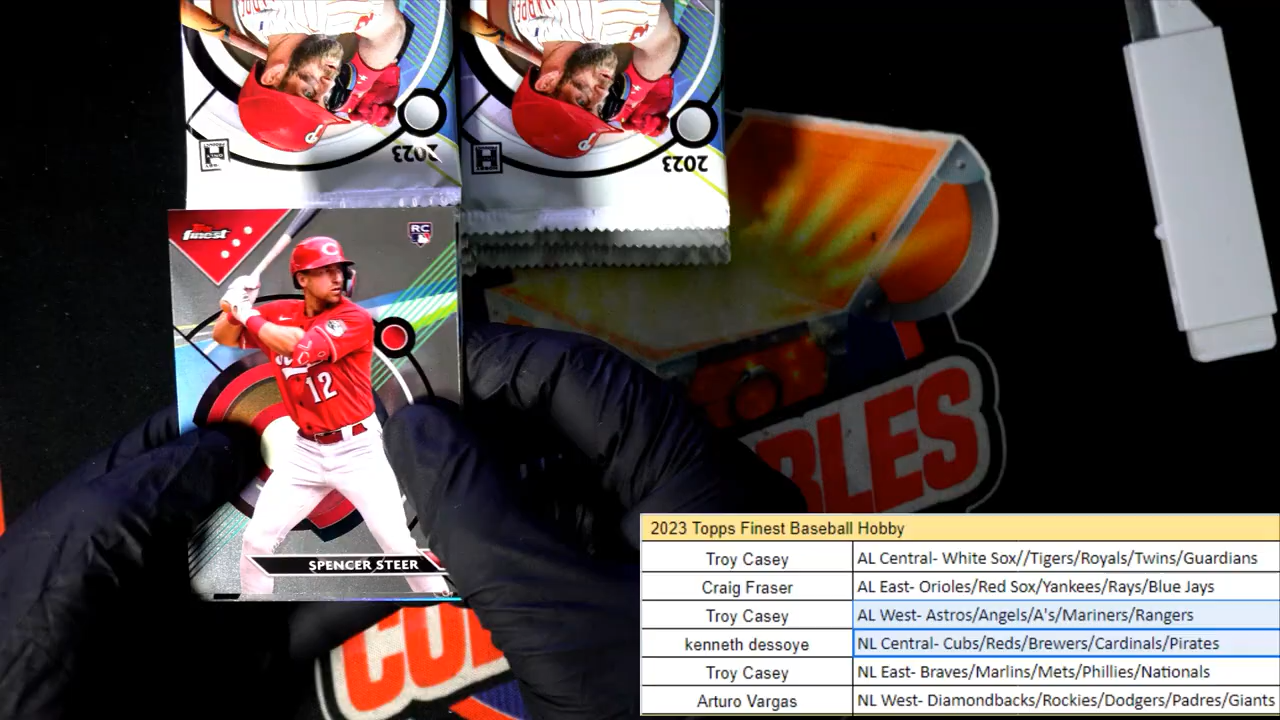 2023
2023
H
H
Topps
finest
RC
C
12
SPENCER STEER
BLES
COL
2023 Topps Finest Baseball Hobby
Troy Casey AL Central- White Sox//Tigers/Royals/Twins/Guardians
Craig Fraser AL East- Orioles/Red Sox/Yankees/Rays/Blue Jays
Troy Casey AL West- Astros/Angels/A's/Mariners/Rangers
kenneth dessoye NL Central- Cubs/Reds/Brewers/Cardinals/Pirates
Troy Casey NL East- Braves/Marlins/Mets/Phillies/Nationals
Arturo Vargas NL West- Diamondbacks/Rockies/Dodgers/Padres/Giants